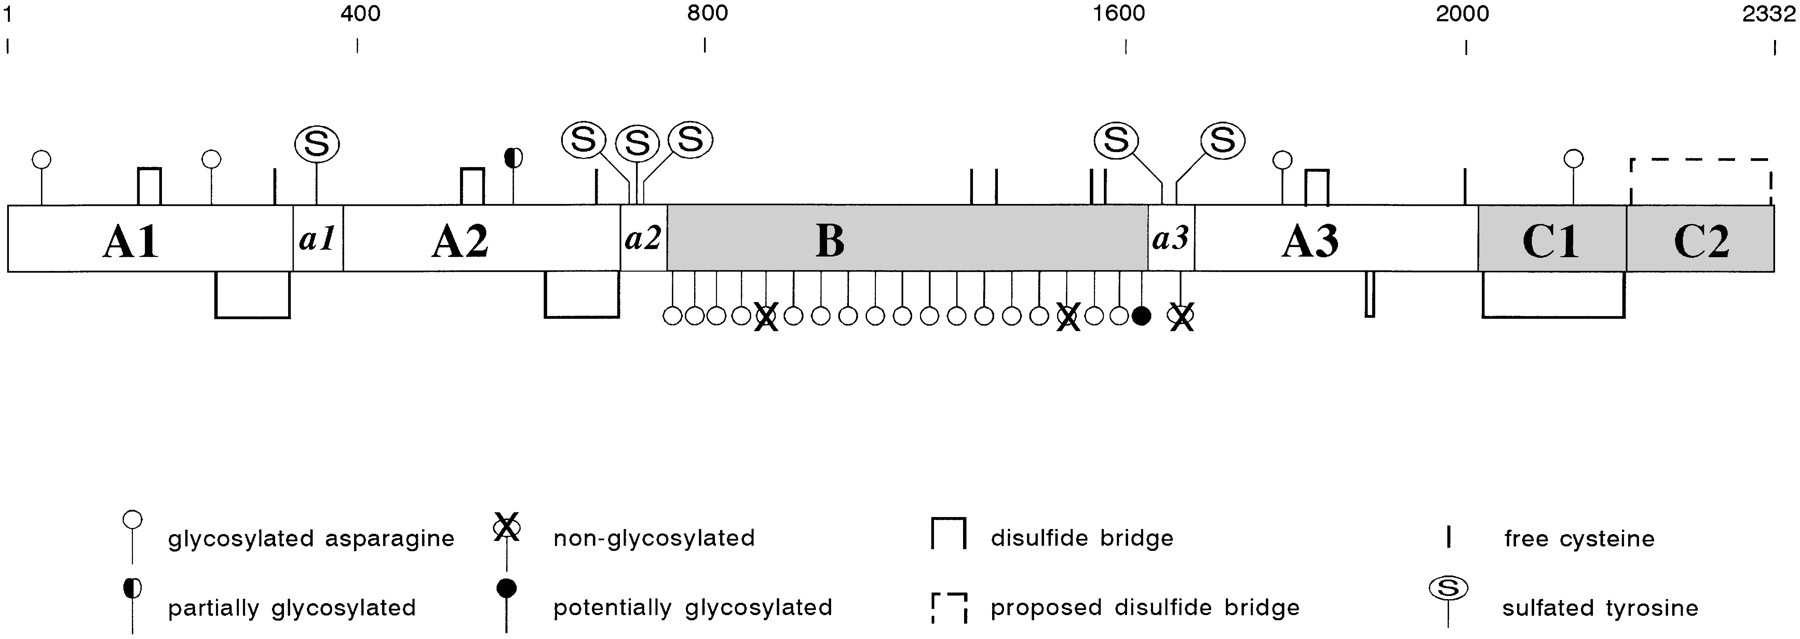 1 400 800 1600 2000 2332
S S S S S S
A1 a1 A2 a2 B a3 A3 C1 C2
X X X
glycosylated asparagine X non-glycosylated disulfide bridge free cysteine
partially glycosylated potentially glycosylated proposed disulfide bridge S sulfated tyrosine